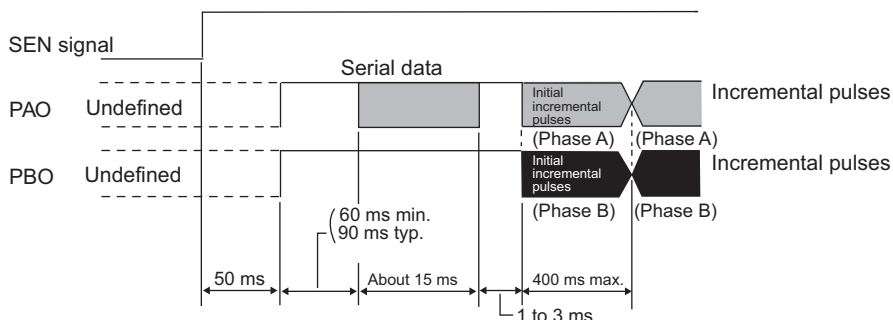 SEN signal
Serial data
PAO Undefined
Initial
incremental
pulses
Incremental pulses
(Phase A) (Phase A)
PBO Undefined
Initial
incremental
pulses
Incremental pulses
(Phase B) (Phase B)
60 ms min.
90 ms typ.
50 ms
About 15 ms
400 ms max.
1 to 3 ms